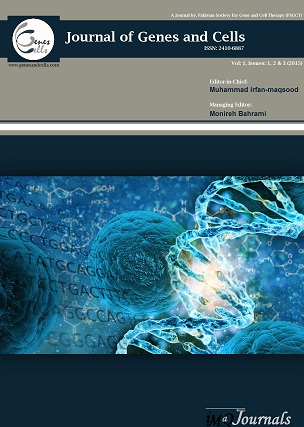 A Journal by, Pakistan Society for Gene and Cell Therapy (PSGCT)
Genes
Cells
Journal of Genes and Cells
ISSN: 2410-6887
www.genesandcells.com
Vol: 1, Issues: 1, 2 & 3 (2015)
Editor-in-Chief:
Muhammad Irfan-maqsood
Managing Editor:
Monireh Bahrami
Journals